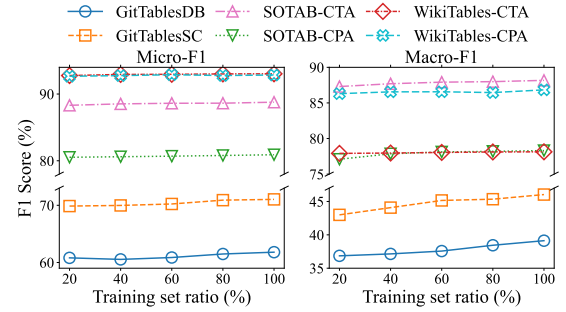 GitTablesDB SOTAB-CTA WikiTables-CTA
GitTablesSC SOTAB-CPA WikiTables-CPA
Micro-F1 Macro-F1
F1 Score (%)
90
80
70
60
20 40 60 80 100
Training set ratio (%)
90
85
80
75
45
40
35
20 40 60 80 100
Training set ratio (%)